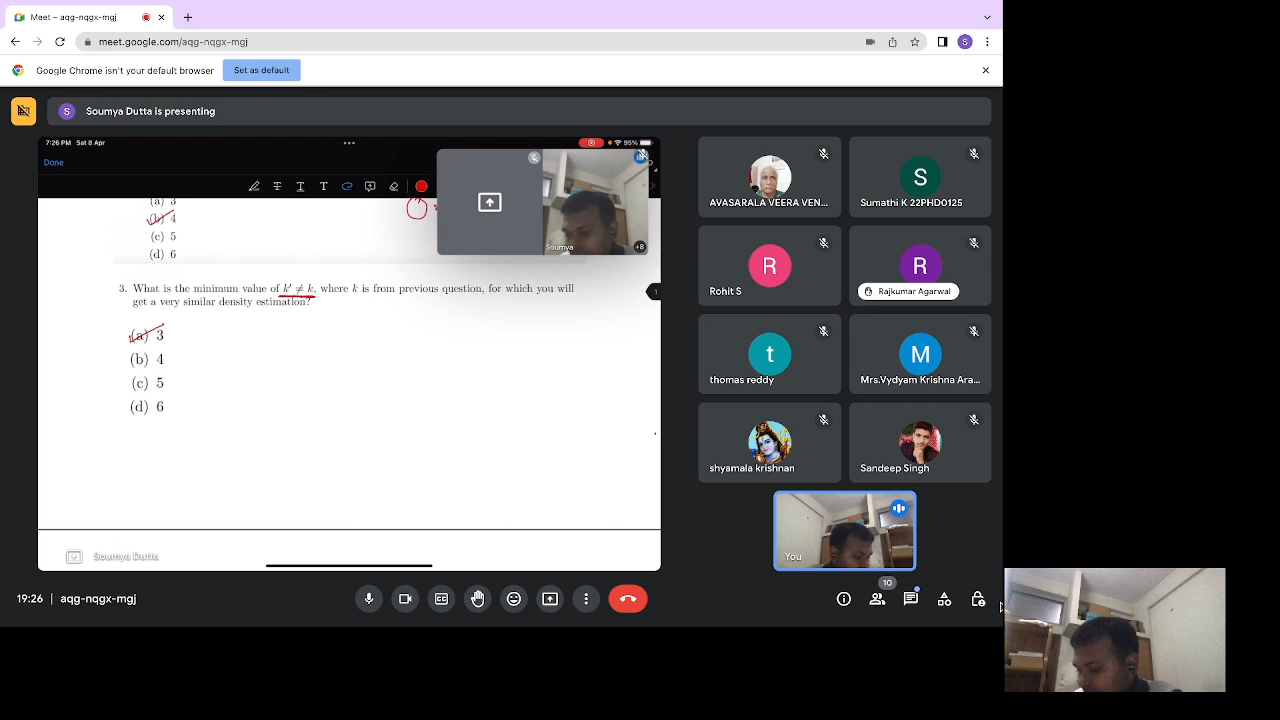 Meet – aqg-nqgx-mgj
meet.google.com/aqg-nqgx-mgj
S
Google Chrome isn't your default browser
Set as default
S
Soumya Dutta is presenting
7:26 PM Sat 8 Apr
95%
Done
(a) 3
(b) 4
(c) 5
(d) 6
Soumya
+8
3. What is the minimum value of k′ ≠ k, where k is from previous question, for which you will
get a very similar density estimation?
1
(a) 3
(b) 4
(c) 5
(d) 6
Soumya Dutta
AVASARALA VEERA VEN...
S
Sumathi K 22PHD0125
R
Rohit S
R
Rajkumar Agarwal
t
thomas reddy
M
Mrs.Vydyam Krishna Ara...
shyamala krishnan
Sandeep Singh
You
19:26 | aqg-nqgx-mgj
10